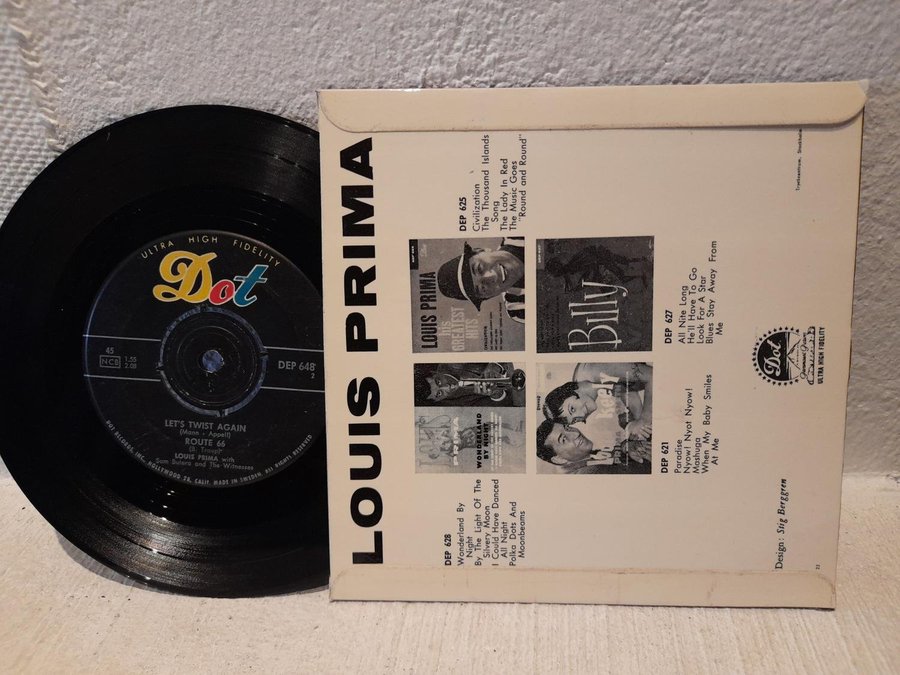 ULTRA HIGH FIDELITY
Dot
45
NCB
1.55
2.08
DEP 648
2
LET'S TWIST AGAIN
(Mann - Appell)
ROUTE 66
(B. Troup)
LOUIS PRIMA with
Sam Butera and The Witnesses
DOT RECORDS, INC. HOLLYWOOD 28, CALIF. MADE IN SWEDEN. ALL RIGHTS RESERVED
LOUIS PRIMA
DEP 628
Wonderland By
Night
By The Light Of The
Silvery Moon
I Could Have Danced
All Night
Polka Dots And
Moonbeams
WONDERLAND
BY NIGHT
LOUIS PRIMA
HIS
GREATEST
HITS
DEP 625
Civilization
The Thousand Islands
Song
The Lady In Red
The Music Goes
"Round and Round"
DEP 621
Paradise
Nyow! Nyot Nyow!
Mashuga
When My Baby Smiles
At Me
Billy
DEP 627
All Nite Long
He'll Have To Go
Look For A Star
Blues Stay Away From
Me
Design: Stig Berggren
22
Dot
ULTRA HIGH FIDELITY
Tryckcentrum, Stockholm